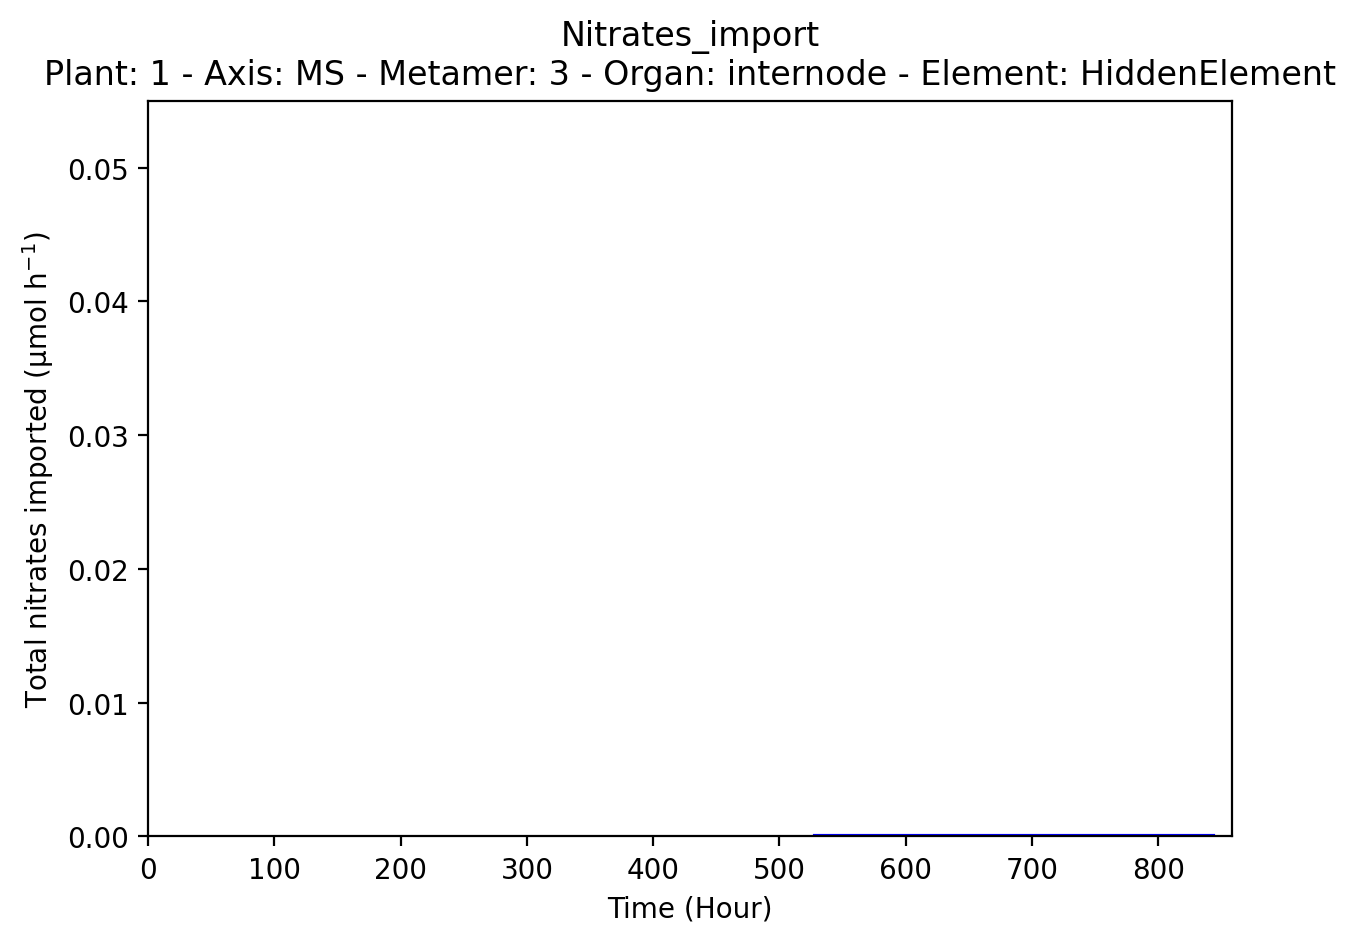 Nitrates_import
Plant: 1 - Axis: MS - Metamer: 3 - Organ: internode - Element: HiddenElement
Total nitrates imported (µmol h⁻¹)
0.05
0.04
0.03
0.02
0.01
0.00
0 100 200 300 400 500 600 700 800
Time (Hour)